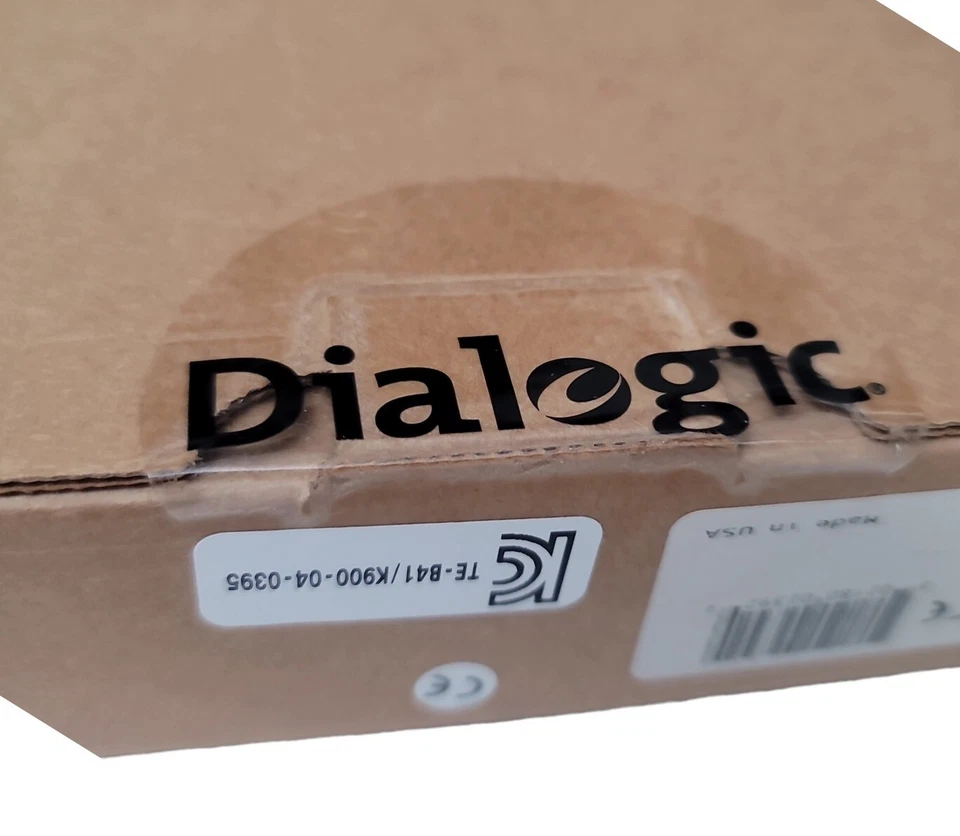 Dialogic®
TE-B41/K900-04-0395
CE
Made in USA